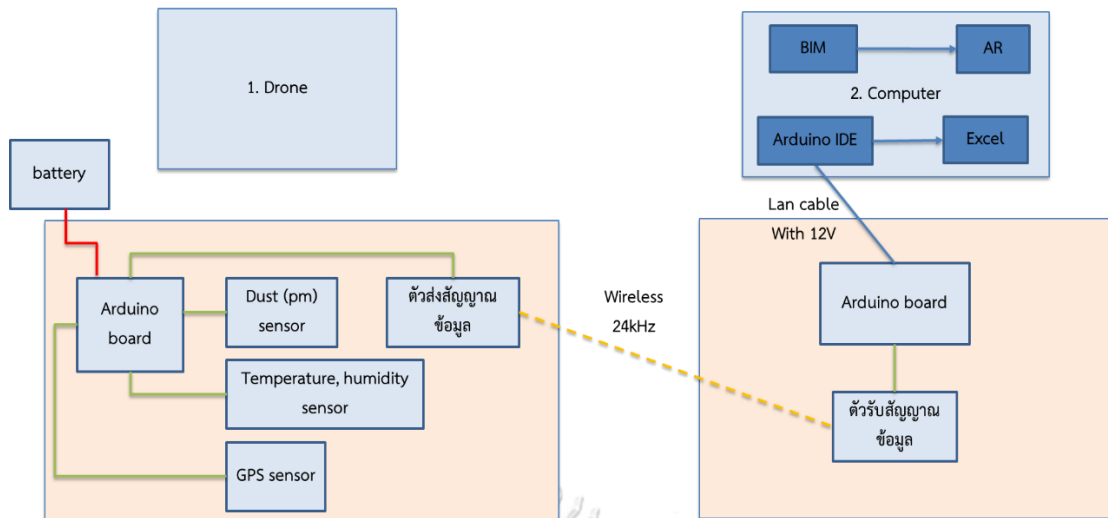 1. Drone
BIM
AR
2. Computer
Arduino IDE
Excel
battery
Lan cable
With 12V
Arduino
board
Dust (pm)
sensor
ตัวส่งสัญญาณ
ข้อมูล
Wireless
24kHz
Arduino board
Temperature, humidity
sensor
ตัวรับสัญญาณ
ข้อมูล
GPS sensor